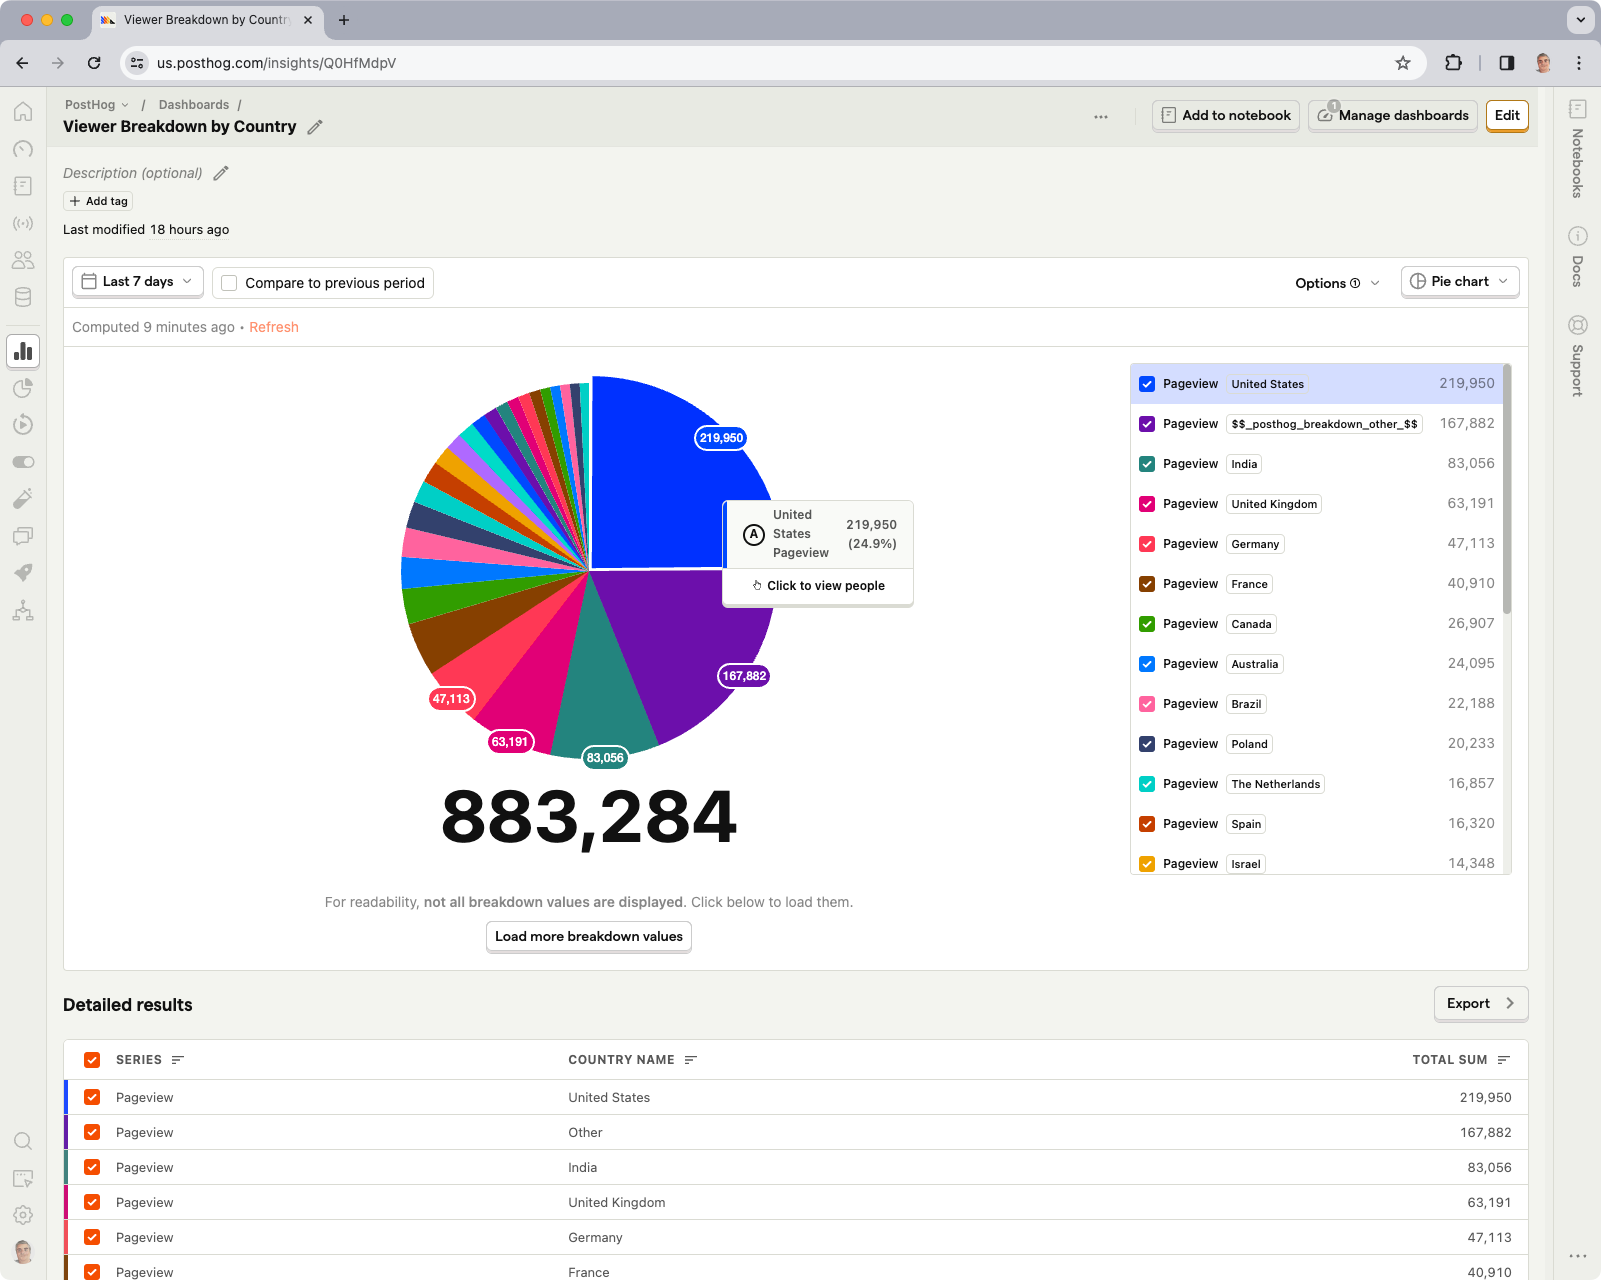 Viewer Breakdown by Countr
us.posthog.com/insights/Q0HfMdpV
PostHog / Dashboards /
Viewer Breakdown by Country
Add to notebook
1
Manage dashboards
Edit
Description (optional)
Add tag
Last modified 18 hours ago
Last 7 days
Compare to previous period
Options 1
Pie chart
Computed 9 minutes ago • Refresh
219,950
167,882
83,056
63,191
47,113
A
United States Pageview
219,950 (24.9%)
Click to view people
883,284
For readability, not all breakdown values are displayed. Click below to load them.
Load more breakdown values
Pageview United States 219,950
Pageview $$_posthog_breakdown_other_$$ 167,882
Pageview India 83,056
Pageview United Kingdom 63,191
Pageview Germany 47,113
Pageview France 40,910
Pageview Canada 26,907
Pageview Australia 24,095
Pageview Brazil 22,188
Pageview Poland 20,233
Pageview The Netherlands 16,857
Pageview Spain 16,320
Pageview Israel 14,348
Detailed results
Export
SERIES COUNTRY NAME TOTAL SUM
Pageview United States 219,950
Pageview Other 167,882
Pageview India 83,056
Pageview United Kingdom 63,191
Pageview Germany 47,113
Pageview France 40,910
Notebooks
Docs
Support